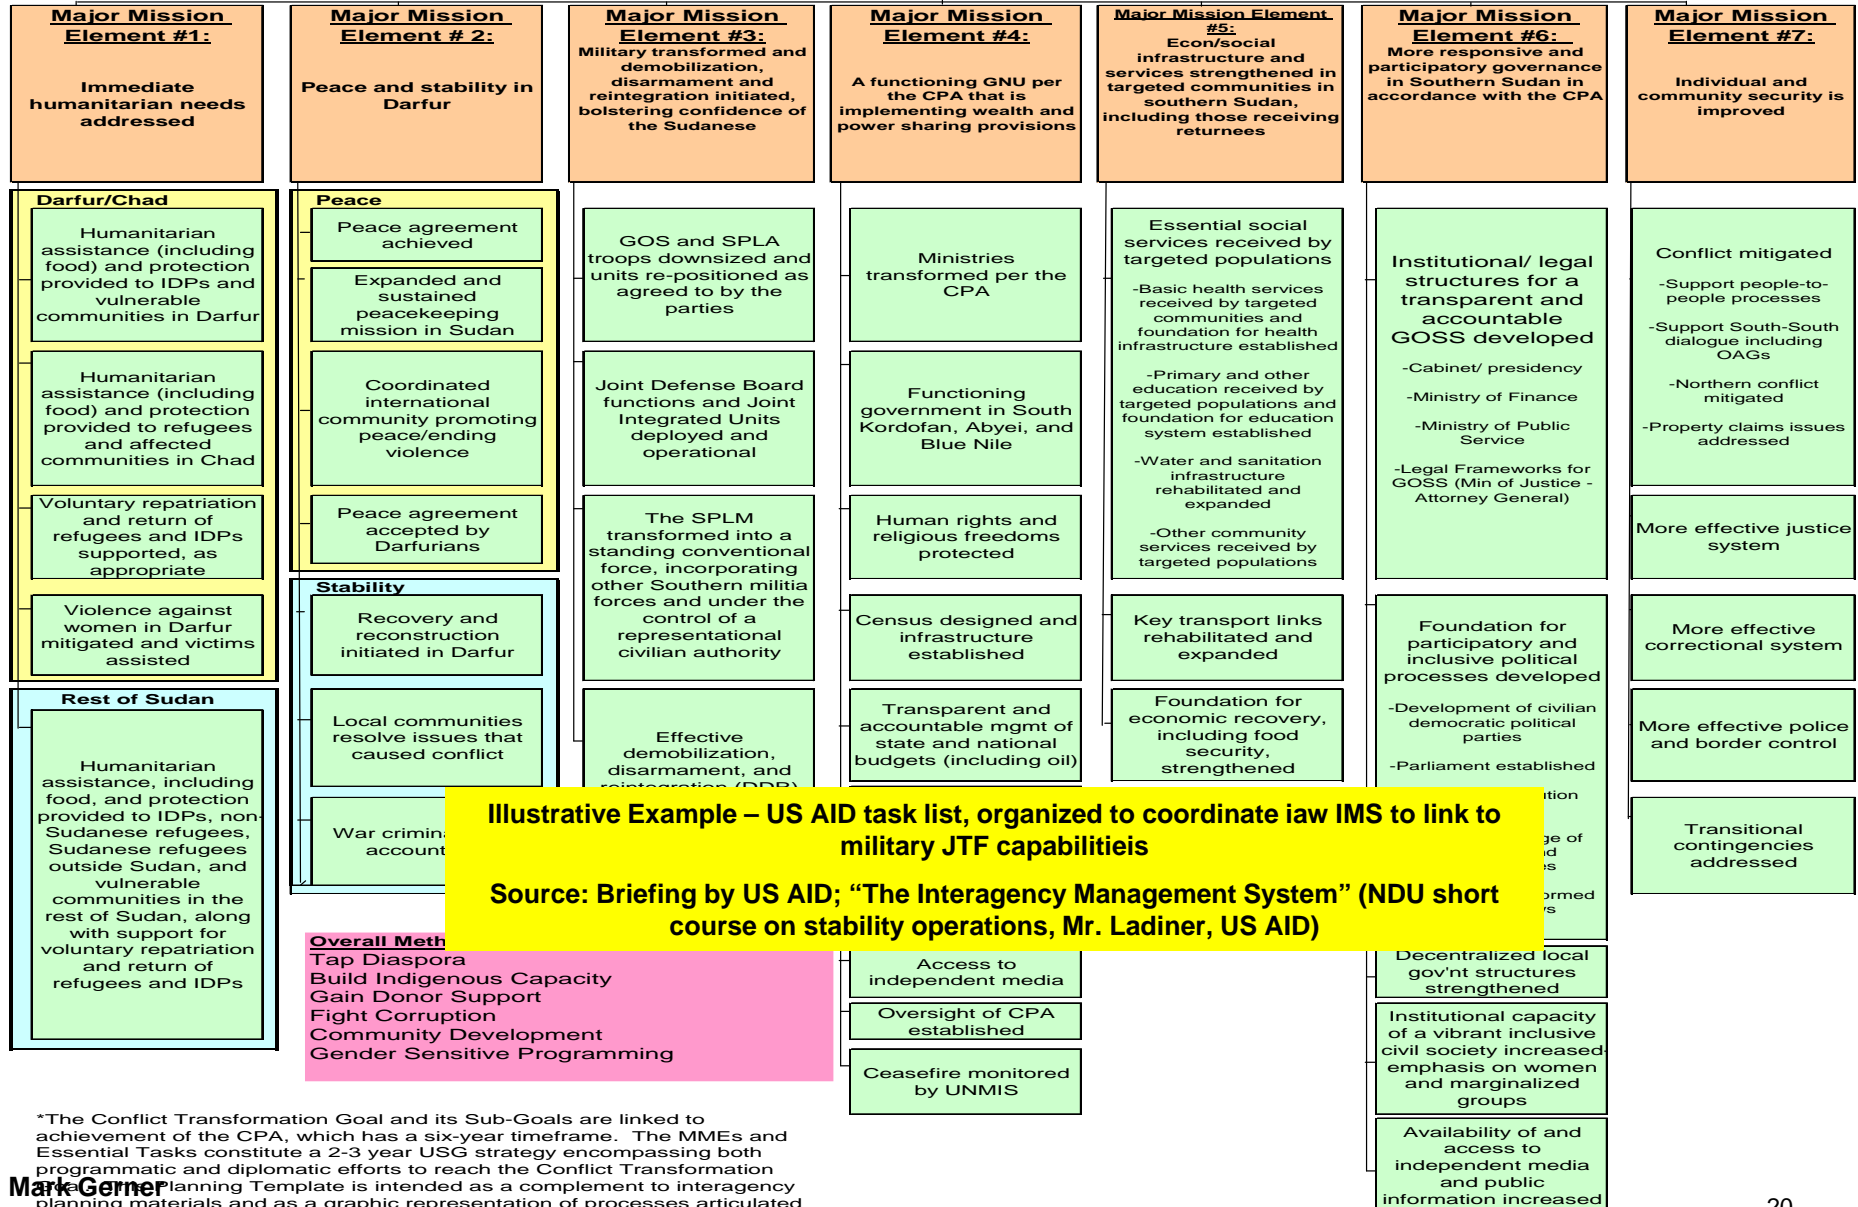 Major Mission
Element #1:
Immediate
humanitarian needs
addressed
Darfur/Chad
Humanitarian
assistance (including
food) and protection
provided to IDPs and
vulnerable
communities in Darfur
Humanitarian
assistance (including
food) and protection
provided to refugees
and affected
communities in Chad
Voluntary repatriation
and return of
refugees and IDPs
supported, as
appropriate
Violence against
women in Darfur
mitigated and victims
assisted
Rest of Sudan
Humanitarian
assistance, including
food, and protection
provided to IDPs, non-
Sudanese refugees,
Sudanese refugees
outside Sudan, and
vulnerable
communities in the
rest of Sudan, along
with support for
voluntary repatriation
and return of
refugees and IDPs
Major Mission
Element # 2:
Peace and stability in
Darfur
Peace
Peace agreement
achieved
Expanded and
sustained
peacekeeping
mission in Sudan
Coordinated
international
community promoting
peace/ending
violence
Peace agreement
accepted by
Darfurians
Stability
Recovery and
reconstruction
initiated in Darfur
Local communities
resolve issues that
caused conflict
War
Major Mission
Element #3:
Military transformed and
demobilization,
disarmament and
reintegration initiated,
bolstering confidence of
the Sudanese
GOS and SPLA
troops downsized and
units re-positioned as
agreed to by the
parties
Joint Defense Board
functions and Joint
Integrated Units
deployed and
operational
The SPLM
transformed into a
standing conventional
force, incorporating
other Southern militia
forces and under the
control of a
representational
civilian authority
Effective
demobilization,
disarmament, and
reintegration (DDR)
Major Mission
Element #4:
A functioning GNU per
the CPA that is
implementing wealth and
power sharing provisions
Ministries
transformed per the
CPA
Functioning
government in South
Kordofan, Abyei, and
Blue Nile
Human rights and
religious freedoms
protected
Census designed and
infrastructure
established
Transparent and
accountable mgmt of
state and national
budgets (including oil)
Access to
independent media
Oversight of CPA
established
Ceasefire monitored
by UNMIS
Major Mission Element
#5:
Econ/social
infrastructure and
services strengthened in
targeted communities in
southern Sudan,
including those receiving
returnees
Essential social
services received by
targeted populations
-Basic health services
received by targeted
communities and
foundation for health
infrastructure established
-Primary and other
education received by
targeted populations and
foundation for education
system established
-Water and sanitation
infrastructure
rehabilitated and
expanded
-Other community
services received by
targeted populations
Key transport links
rehabilitated and
expanded
Foundation for
economic recovery,
including food
security,
strengthened
Major Mission
Element #6:
More responsive and
participatory governance
in Southern Sudan in
accordance with the CPA
Institutional/ legal
structures for a
transparent and
accountable
GOSS developed
-Cabinet/ presidency
-Ministry of Finance
-Ministry of Public
Service
-Legal Frameworks for
GOSS (Min of Justice -
Attorney General)
Foundation for
participatory and
inclusive political
processes developed
-Development of civilian
democratic political
parties
-Parliament established
Decentralized local
gov'nt structures
strengthened
Institutional capacity
of a vibrant inclusive
civil society increased-
emphasis on women
and marginalized
groups
Availability of and
access to
independent media
and public
information increased
Major Mission
Element #7:
Individual and
community security is
improved
Conflict mitigated
-Support people-to-
people processes
-Support South-South
dialogue including
OAGs
-Northern conflict
mitigated
-Property claims issues
addressed
More effective justice
system
More effective
correctional system
More effective police
and border control
Transitional
contingencies
addressed
Illustrative Example – US AID task list, organized to coordinate iaw IMS to link to
military JTF capabilitieis
Source: Briefing by US AID; “The Interagency Management System” (NDU short
course on stability operations, Mr. Ladiner, US AID)
Overall
Tap Diaspora
Build Indigenous Capacity
Gain Donor Support
Fight Corruption
Community Development
Gender Sensitive Programming
*The Conflict Transformation Goal and its Sub-Goals are linked to
achievement of the CPA, which has a six-year timeframe. The MMEs and
Essential Tasks constitute a 2-3 year USG strategy encompassing both
programmatic and diplomatic efforts to reach the Conflict Transformation
Planning Template is intended as a complement to interagency
planning materials and as a graphic representation of processes articulated
Mark Gerner
20